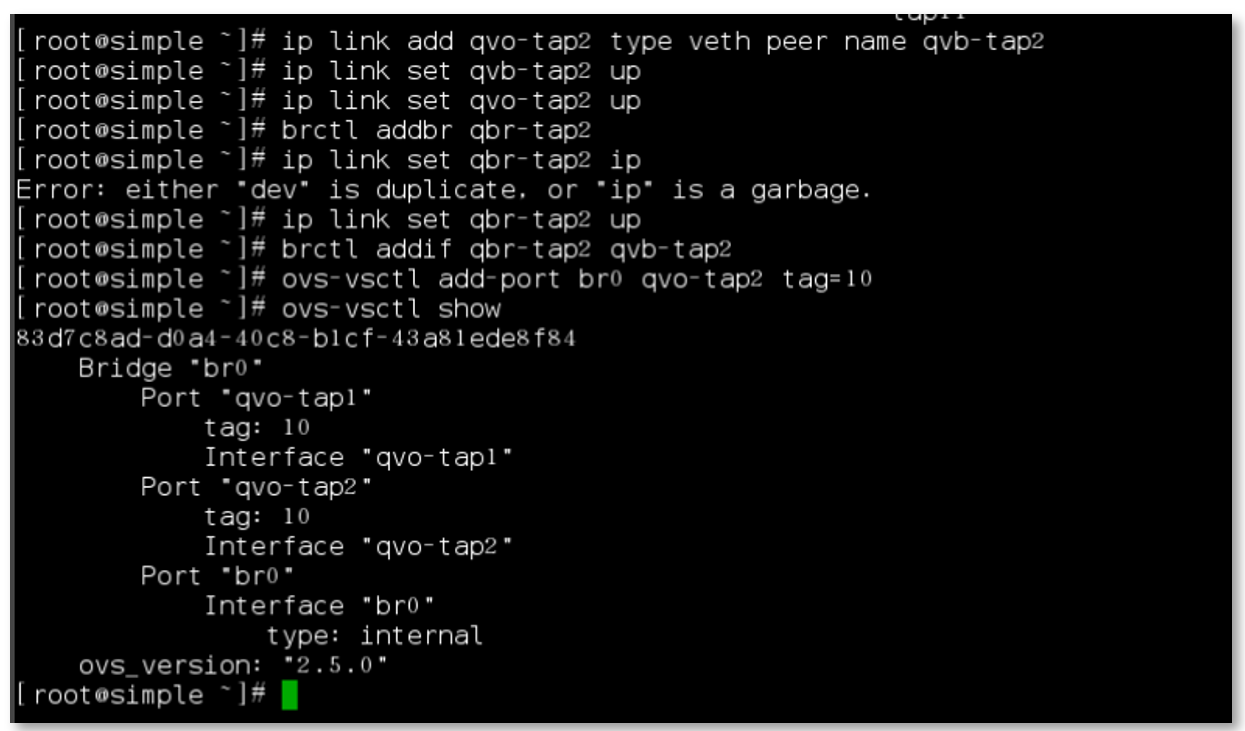 [root@simple ~]# ip link add qvo-tap2 type veth peer name qvb-tap2
[root@simple ~]# ip link set qvb-tap2 up
[root@simple ~]# ip link set qvo-tap2 up
[root@simple ~]# brctl addbr qbr-tap2
[root@simple ~]# ip link set qbr-tap2 ip
Error: either "dev" is duplicate, or "ip" is a garbage.
[root@simple ~]# ip link set qbr-tap2 up
[root@simple ~]# brctl addif qbr-tap2 qvb-tap2
[root@simple ~]# ovs-vsctl add-port br0 qvo-tap2 tag=10
[root@simple ~]# ovs-vsctl show
83d7c8ad-d0a4-40c8-b1cf-43a81ede8f84
    Bridge "br0"
        Port "qvo-tap1"
            tag: 10
            Interface "qvo-tap1"
        Port "qvo-tap2"
            tag: 10
            Interface "qvo-tap2"
        Port "br0"
            Interface "br0"
                type: internal
    ovs_version: "2.5.0"
[root@simple ~]#